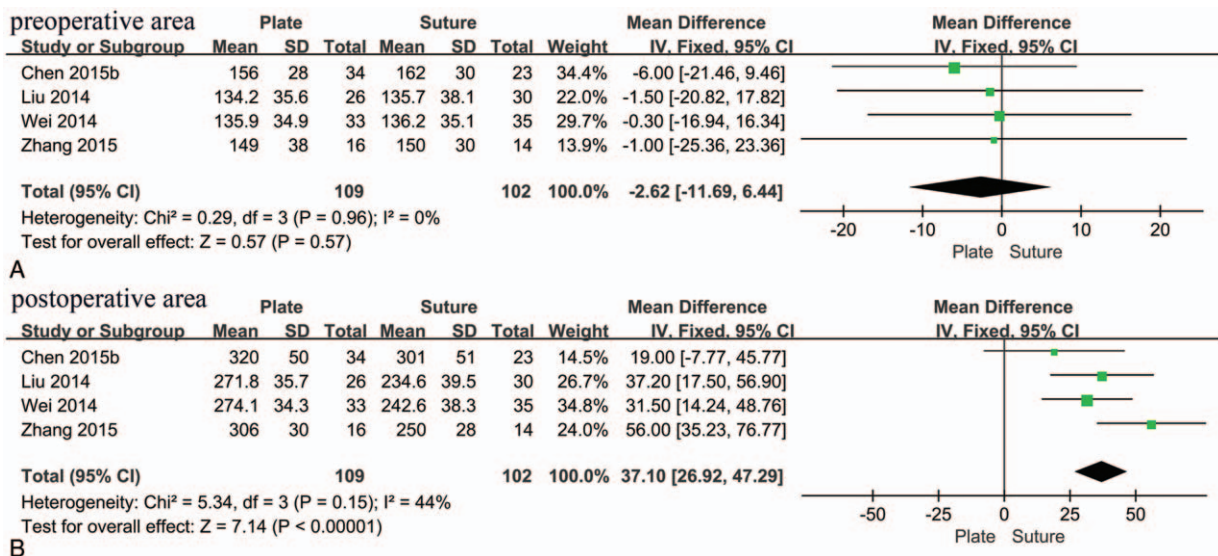 preoperative area Plate Suture Mean Difference Mean Difference
Study or Subgroup Mean SD Total Mean SD Total Weight IV. Fixed. 95% CI IV. Fixed. 95% CI
Chen 2015b 156 28 34 162 30 23 34.4% -6.00 [-21.46, 9.46]
Liu 2014 134.2 35.6 26 135.7 38.1 30 22.0% -1.50 [-20.82, 17.82]
Wei 2014 135.9 34.9 33 136.2 35.1 35 29.7% -0.30 [-16.94, 16.34]
Zhang 2015 149 38 16 150 30 14 13.9% -1.00 [-25.36, 23.36]
Total (95% CI) 109 102 100.0% -2.62 [-11.69, 6.44]
Heterogeneity: Chi² = 0.29, df = 3 (P = 0.96); I² = 0%
Test for overall effect: Z = 0.57 (P = 0.57)
-20 -10 0 10 20
Plate Suture
A
postoperative area Plate Suture Mean Difference Mean Difference
Study or Subgroup Mean SD Total Mean SD Total Weight IV. Fixed. 95% CI IV. Fixed. 95% CI
Chen 2015b 320 50 34 301 51 23 14.5% 19.00 [-7.77, 45.77]
Liu 2014 271.8 35.7 26 234.6 39.5 30 26.7% 37.20 [17.50, 56.90]
Wei 2014 274.1 34.3 33 242.6 38.3 35 34.8% 31.50 [14.24, 48.76]
Zhang 2015 306 30 16 250 28 14 24.0% 56.00 [35.23, 76.77]
Total (95% CI) 109 102 100.0% 37.10 [26.92, 47.29]
Heterogeneity: Chi² = 5.34, df = 3 (P = 0.15); I² = 44%
Test for overall effect: Z = 7.14 (P < 0.00001)
-50 -25 0 25 50
Plate Suture
B